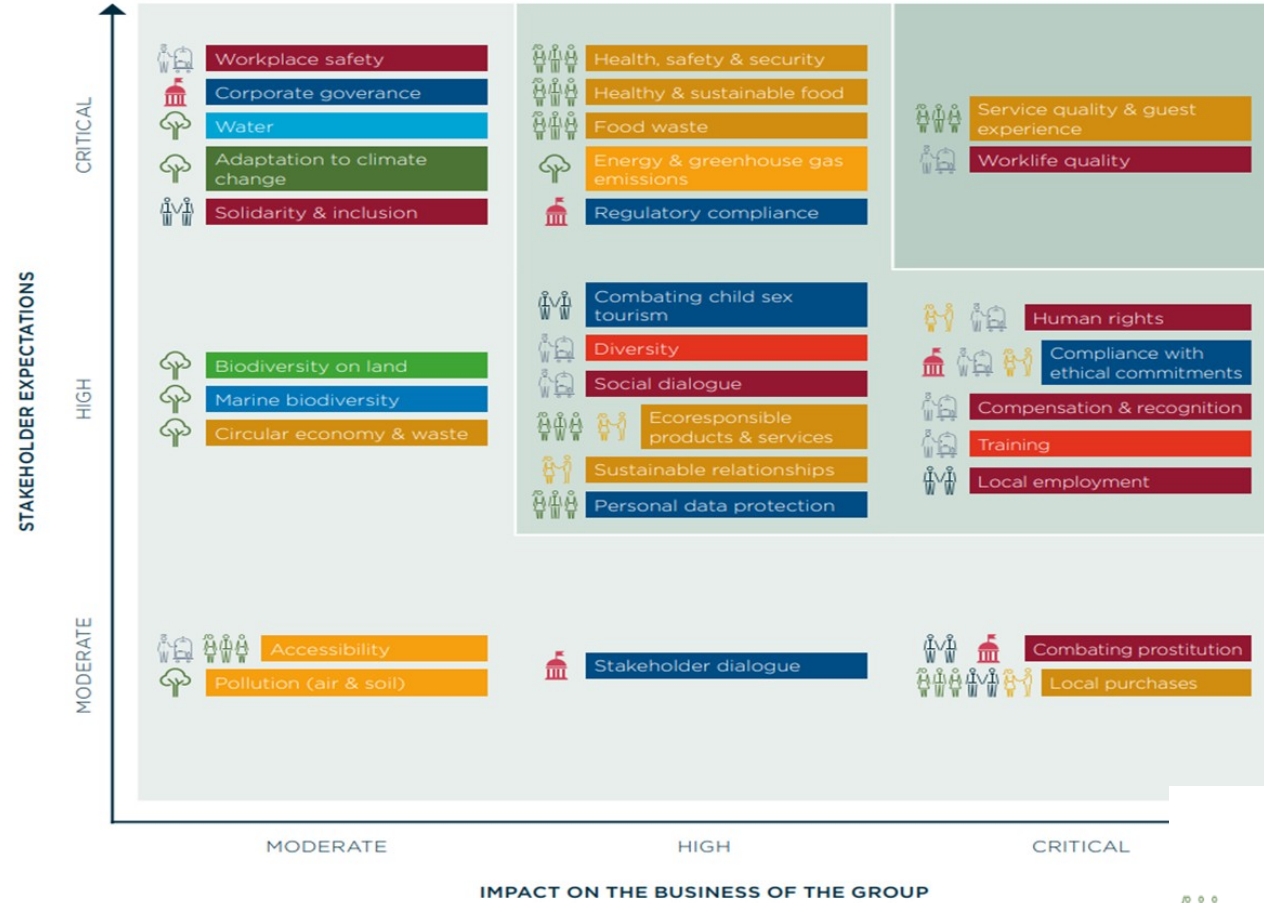 Workplace safety
Corporate goverance
Water
Adaptation to climate
change
Solidarity & inclusion
Health, safety & security
Healthy & sustainable food
Food waste
Energy & greenhouse gas
emissions
Regulatory compliance
Service quality & guest
experience
Worklife quality
CRITICAL
Biodiversity on land
Marine biodiversity
Circular economy & waste
Combating child sex
tourism
Diversity
Social dialogue
Ecoresponsible
products & services
Sustainable relationships
Personal data protection
Human rights
Compliance with
ethical commitments
Compensation & recognition
Training
Local employment
HIGH
STAKEHOLDER EXPECTATIONS
Accessibility
Pollution (air & soil)
Stakeholder dialogue
Combating prostitution
Local purchases
MODERATE
MODERATE
HIGH
CRITICAL
IMPACT ON THE BUSINESS OF THE GROUP